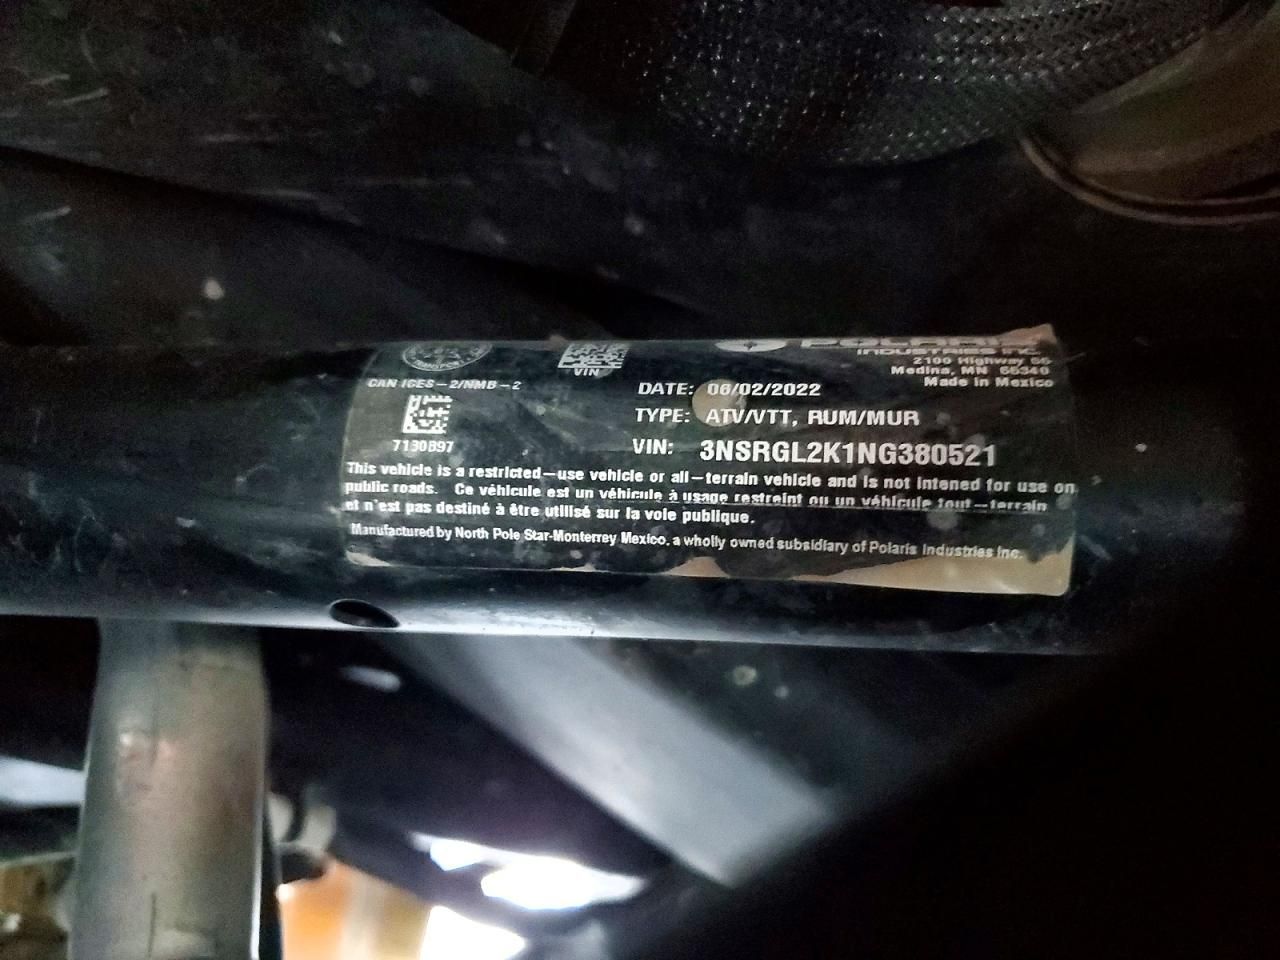 POLARIS
INDUSTRIES INC.
2100 Highway 55
Medina, MN 55340
Made in Mexico
VIN
CAN ICES-2/NMB-2
7130897
DATE: 06/02/2022
TYPE: ATV/VTT, RUM/MUR
VIN: 3NSRGL2K1NG380521
This vehicle is a restricted-use vehicle or all-terrain vehicle and is not intened for use on
public roads. Ce véhicule est un véhicule à usage restreint ou un véhicule tout-terrain
et n'est pas destiné à être utilisé sur la voie publique.
Manufactured by North Pole Star-Monterrey Mexico, a wholly owned subsidiary of Polaris Industries Inc.